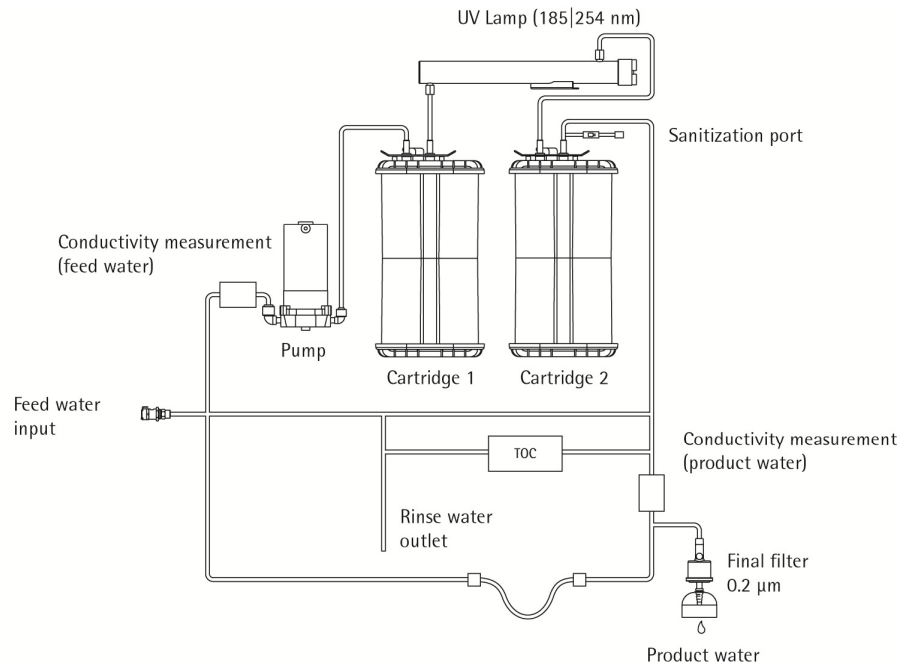 UV Lamp (185|254 nm)
Sanitization port
Conductivity measurement
(feed water)
Pump
Cartridge 1
Cartridge 2
Feed water
input
TOC
Conductivity measurement
(product water)
Rinse water
outlet
Final filter
0.2 µm
Product water